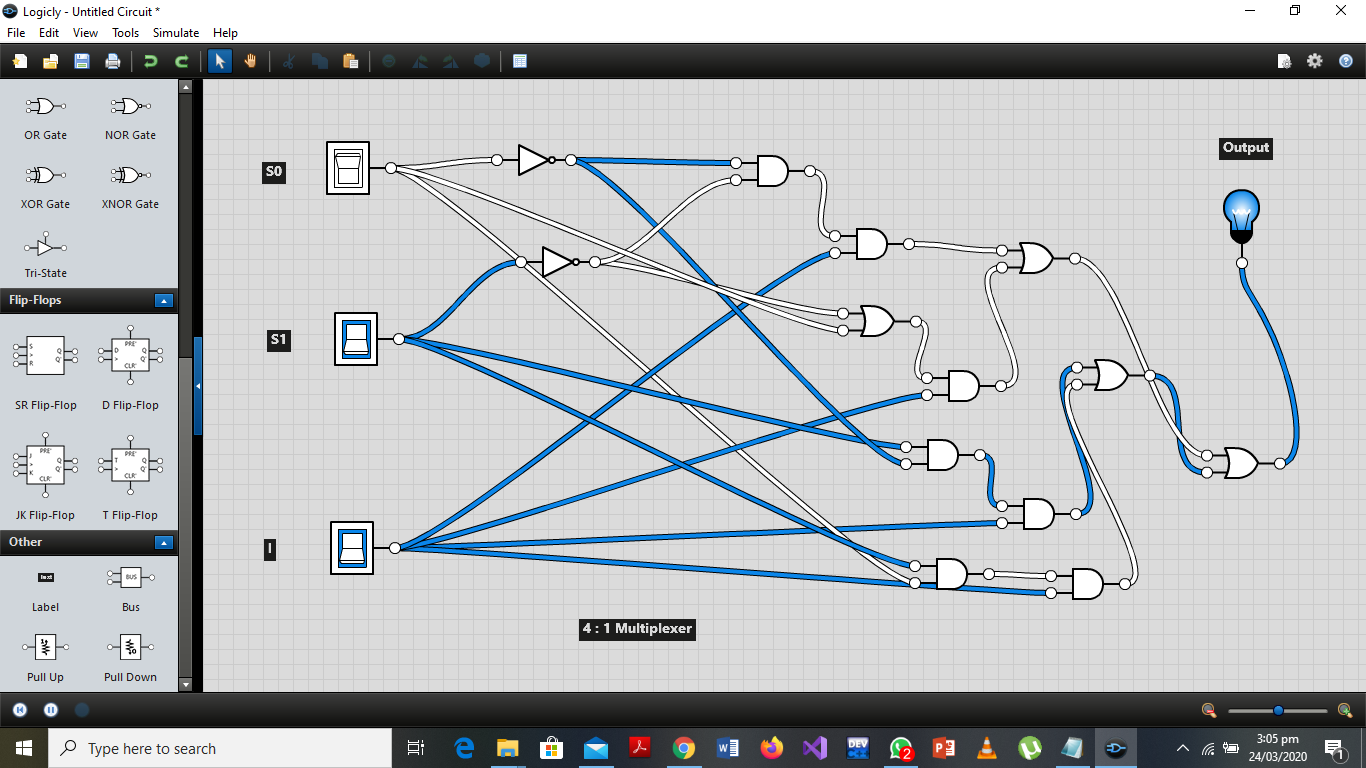 Logicly - Untitled Circuit *
File Edit View Tools Simulate Help
OR Gate NOR Gate
XOR Gate XNOR Gate
Tri-State
Flip-Flops
SR Flip-Flop D Flip-Flop
JK Flip-Flop T Flip-Flop
Other
Label Bus
Pull Up Pull Down
S0
S1
I
Output
4 : 1 Multiplexer
Type here to search
3:05 pm
24/03/2020